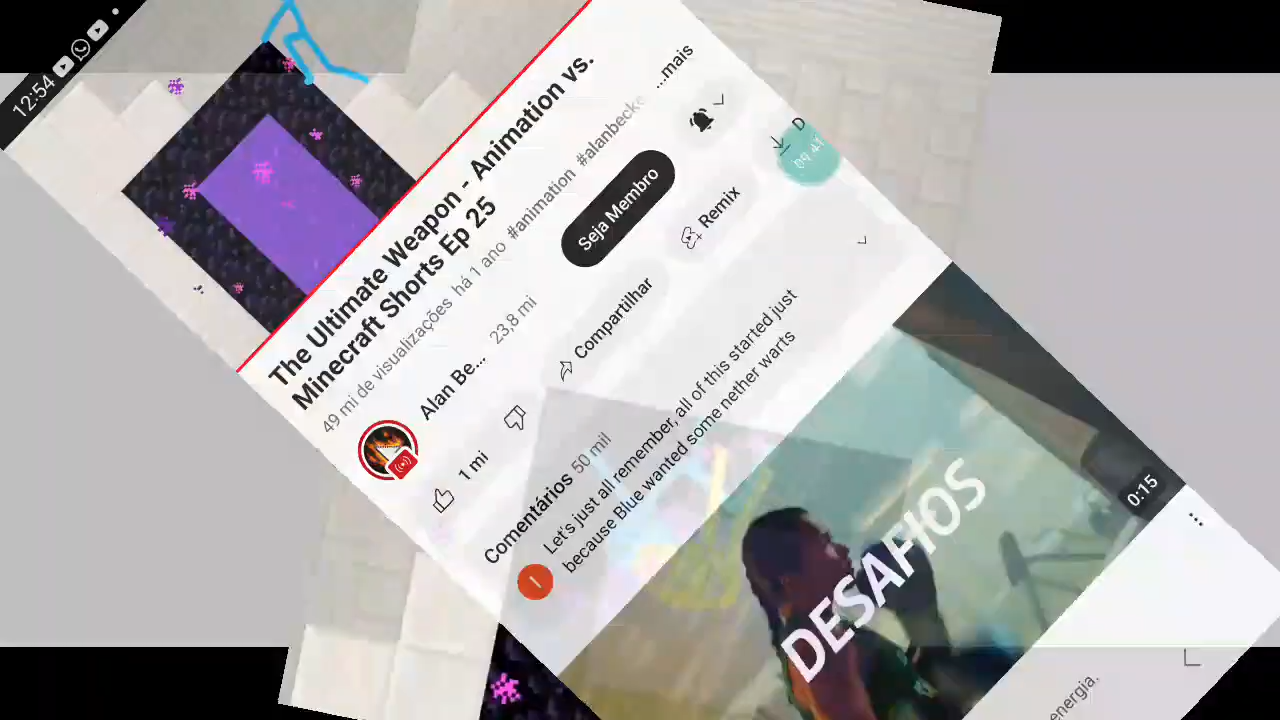 12:54
The Ultimate Weapon - Animation vs.
Minecraft Shorts Ep 25
49 mi de visualizações há 1 ano #animation #alanbecke ...mais
Alan Be... 23,8 mi
Seja Membro
1 mi
Compartilhar
Remix
D
09:41
Comentários 50 mil
Let's just all remember, all of this started just
because Blue wanted some nether warts
DESAFIOS
0:15
energia.